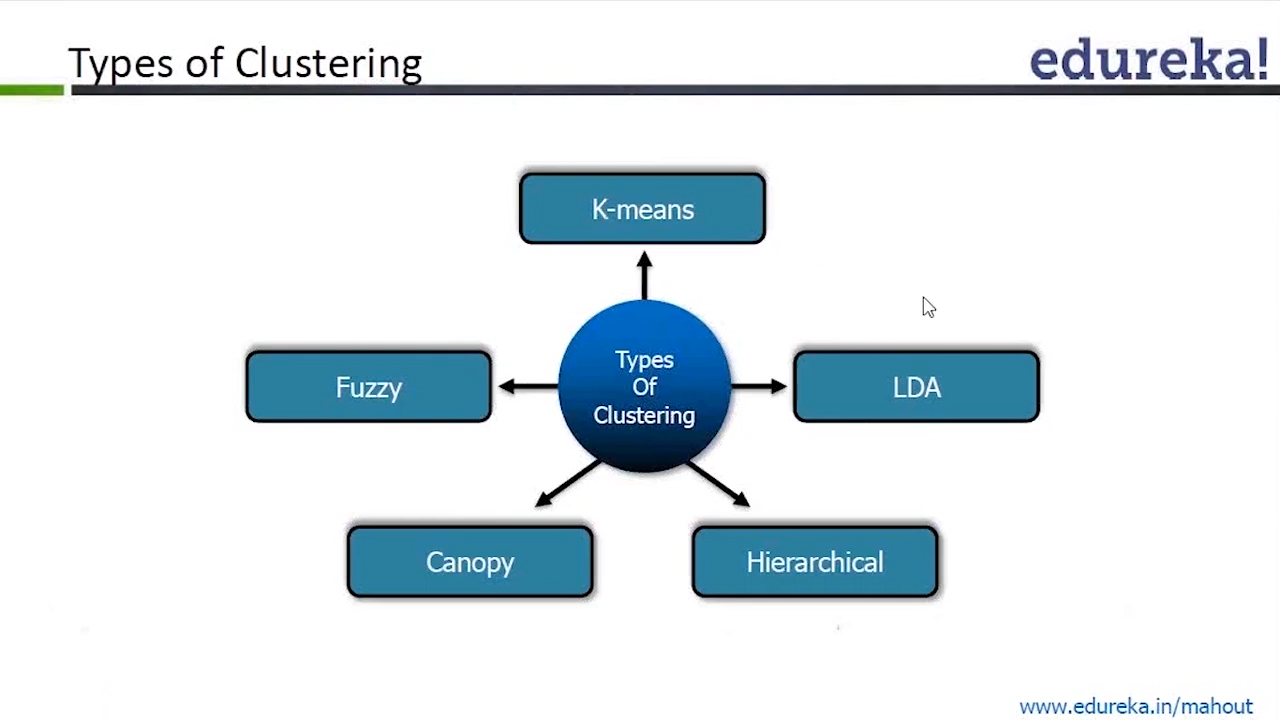 Types of Clustering
edureka!
K-means
Fuzzy
Types
Of
Clustering
LDA
Canopy
Hierarchical
www.edureka.in/mahout